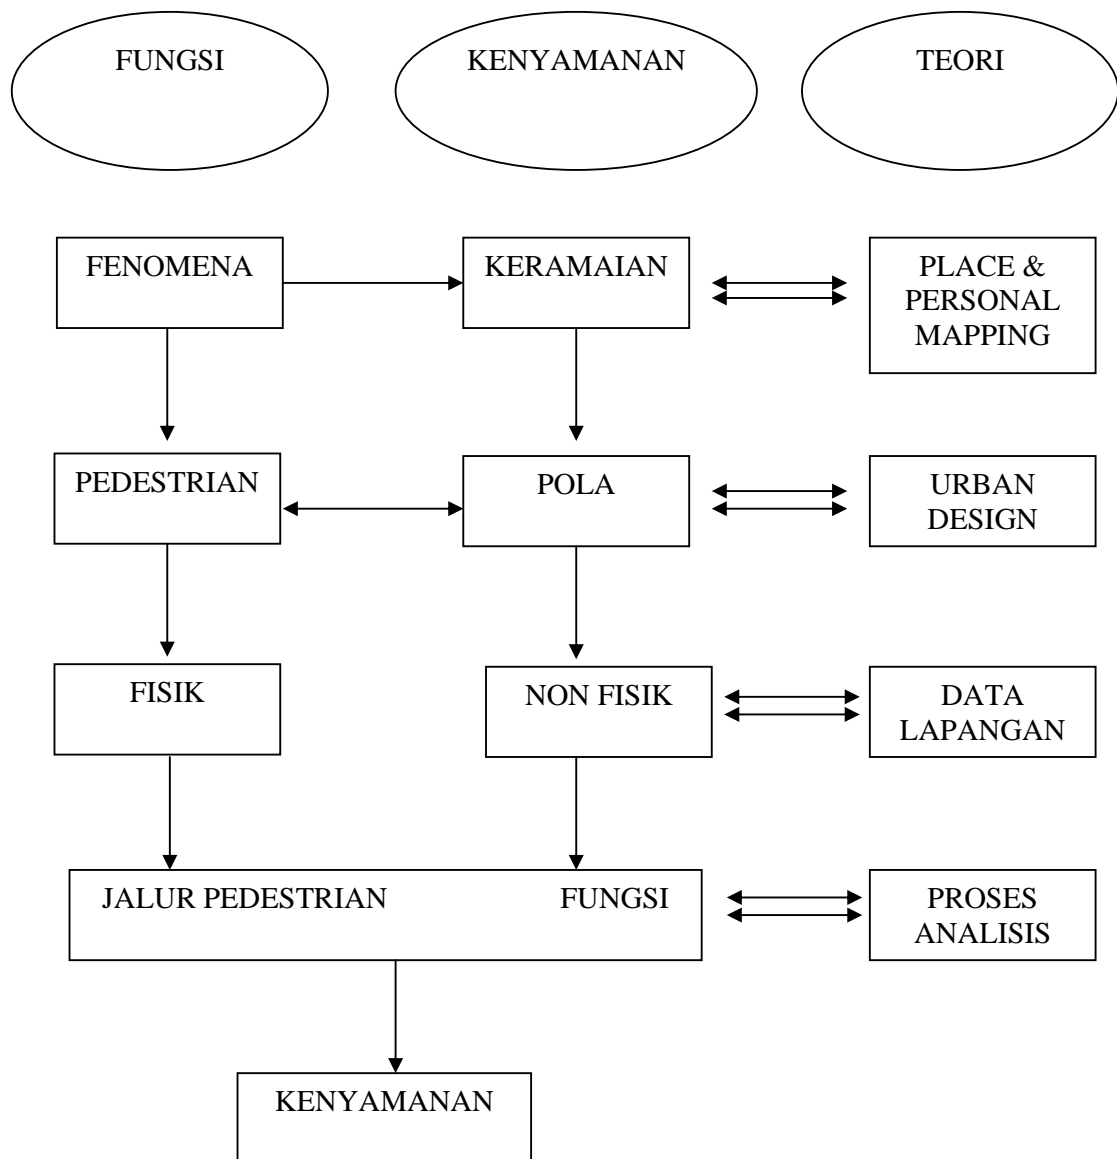 FUNGSI
KENYAMANAN
TEORI
FENOMENA
KERAMAIAN
PLACE &
PERSONAL
MAPPING
PEDESTRIAN
POLA
URBAN
DESIGN
FISIK
NON FISIK
DATA
LAPANGAN
JALUR PEDESTRIAN
FUNGSI
PROSES
ANALISIS
KENYAMANAN